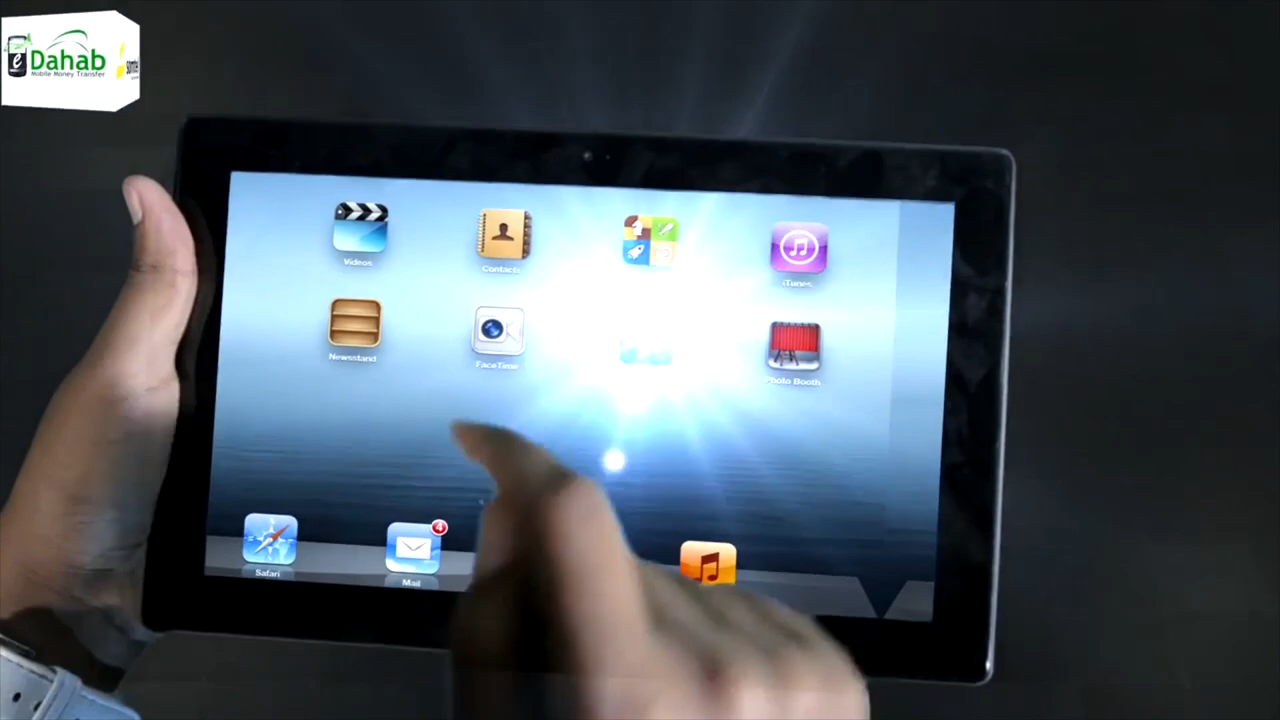 eDahab
Mobile Money Transfer
Videos
Contacts
iTunes
Newsstand
FaceTime
Photo Booth
4
Safari
Mail